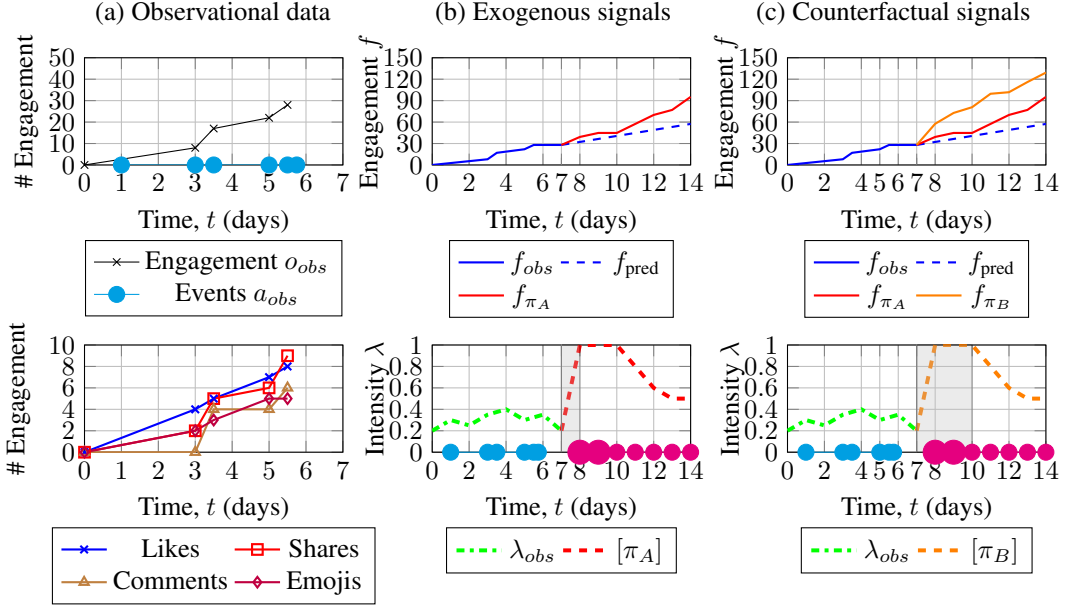 (a) Observational data
# Engagement
50
40
30
20
10
0
0 1 2 3 4 5 6 7
Time, t (days)
Engagement o_obs
Events a_obs
(b) Exogenous signals
Engagement f
150
120
90
60
30
0
0 2 4 6 7 8 10 12 14
Time, t (days)
f_obs f_pred
f_π_A
(c) Counterfactual signals
Engagement f
150
120
90
60
30
0
0 2 4 5 6 7 8 10 12 14
Time, t (days)
f_obs f_pred
f_π_A f_π_B
# Engagement
10
8
6
4
2
0
0 1 2 3 4 5 6 7
Time, t (days)
Likes Shares
Comments Emojis
Intensity λ
1
0.8
0.6
0.4
0.2
0
0 2 4 6 7 8 10 12 14
Time, t (days)
λ_obs [π_A]
Intensity λ
1
0.8
0.6
0.4
0.2
0
0 2 4 5 6 7 8 10 12 14
Time, t (days)
λ_obs [π_B]